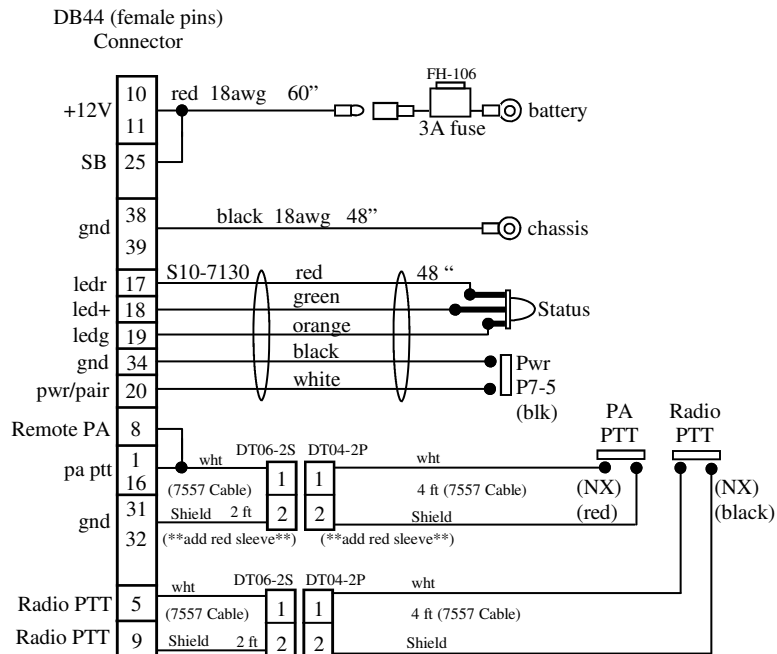 DB44 (female pins)
Connector
+12V 10 red 18awg 60” FH-106 battery
11 3A fuse
SB 25
gnd 38 black 18awg 48” chassis
39
ledr 17 S10-7130 red 48 “
led+ 18 green Status
ledg 19 orange
gnd 34 black Pwr
pwr/pair 20 white P7-5
(blk)
PA PTT
Radio PTT
Remote PA 8
pa ptt 1 wht DT06-2S DT04-2P wht
16 (7557 Cable) 1 1 4 ft (7557 Cable) (NX) (NX)
(red) (black)
gnd 31 Shield 2 ft 2 2 Shield
32 (**add red sleeve**) (**add red sleeve**)
Radio PTT 5 wht DT06-2S DT04-2P wht
(7557 Cable) 1 1 4 ft (7557 Cable)
Radio PTT 9 Shield 2 ft 2 2 Shield